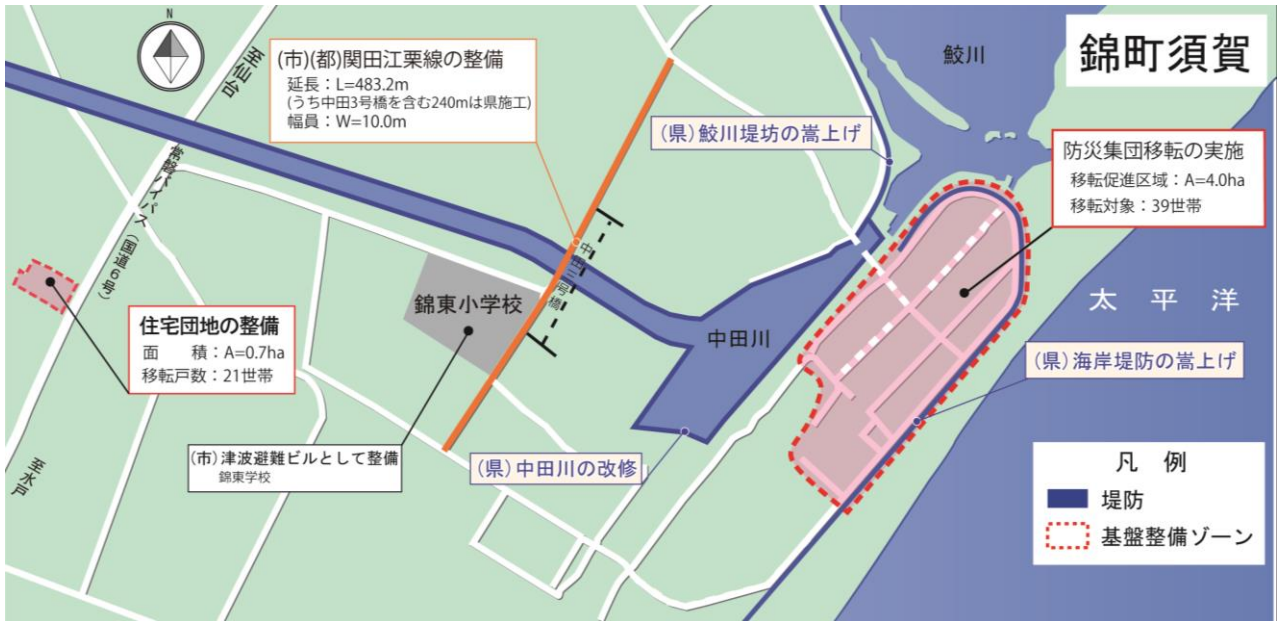 錦町須賀
N
至仙台
常磐バイパス(国道6号)
至水戸
(市)(都)関田江栗線の整備
延長：L=483.2m
(うち中田3号橋を含む240mは県施工)
幅員：W=10.0m
鮫川
(県)鮫川堤坊の嵩上げ
防災集団移転の実施
移転促進区域：A=4.0ha
移転対象：39世帯
中田三号橋
錦東小学校
中田川
太平洋
住宅団地の整備
面　　積：A=0.7ha
移転戸数：21世帯
(県)海岸堤防の嵩上げ
(市)津波避難ビルとして整備
錦東学校
(県)中田川の改修
凡　例
堤防
基盤整備ゾーン